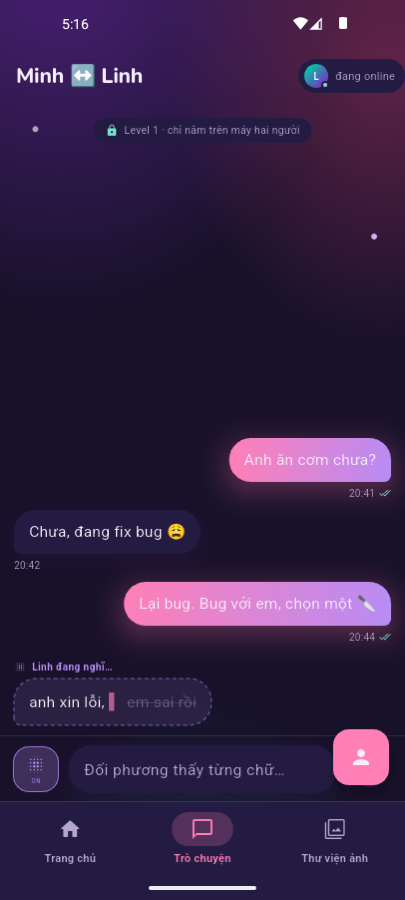 5:16
Minh ↔️ Linh
L đang online
Level 1 · chỉ nằm trên máy hai người
Anh ăn cơm chưa?
20:41
Chưa, đang fix bug 😩
20:42
Lại bug. Bug với em, chọn một 🔪
20:44
Linh đang nghĩ…
anh xin lỗi, em sai rồi
ON
Đối phương thấy từng chữ…
Trang chủ
Trò chuyện
Thư viện ảnh